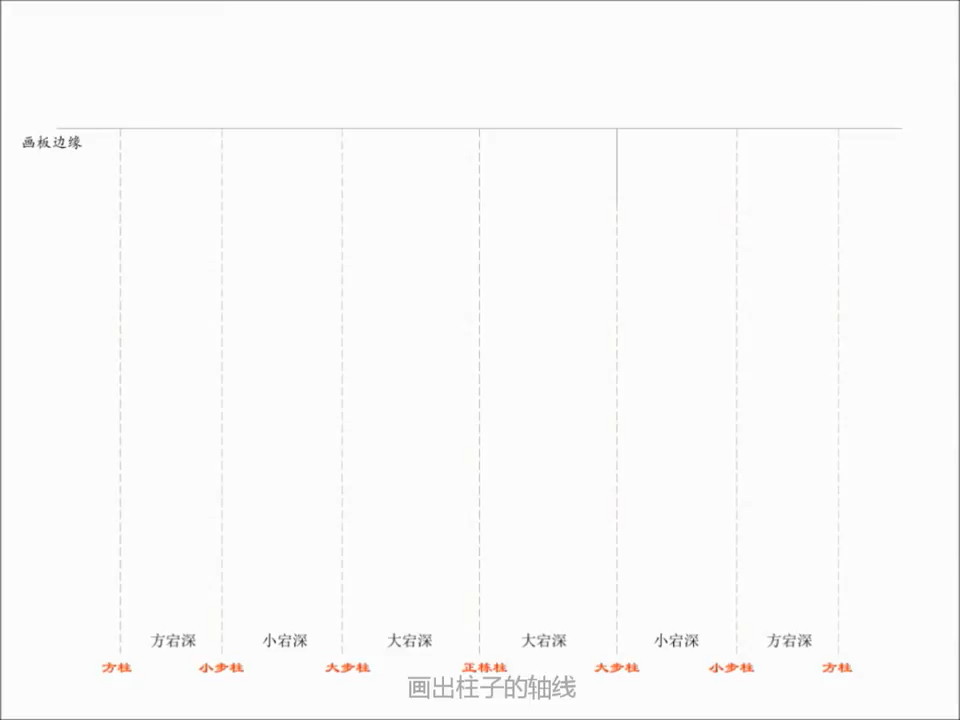 画板边缘
方宕深 小宕深 大宕深 大宕深 小宕深 方宕深
方柱 小步柱 大步柱 正栋柱 大步柱 小步柱 方柱
画出柱子的轴线